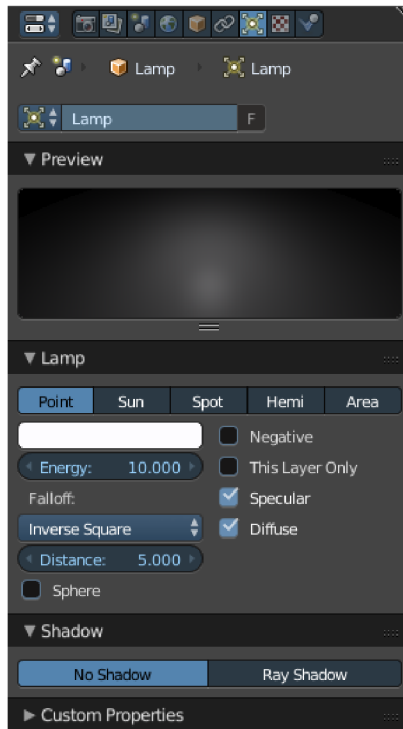 Lamp Lamp
Lamp F
Preview
Lamp
Point Sun Spot Hemi Area
Negative
Energy: 10.000 This Layer Only
Falloff: Specular
Inverse Square Diffuse
Distance: 5.000
Sphere
Shadow
No Shadow Ray Shadow
Custom Properties